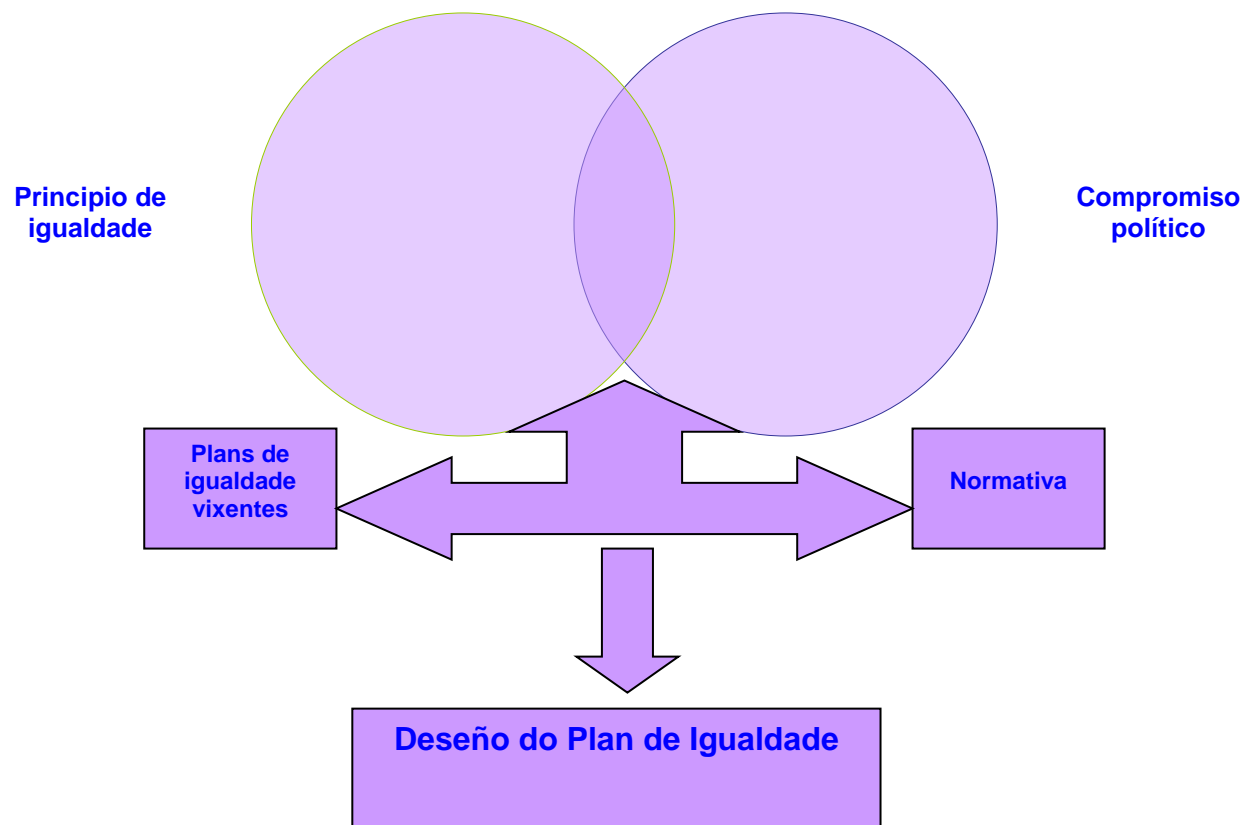 Principio de
igualdade
Compromiso
político
Plans de
igualdade
vixentes
Normativa
Deseño do Plan de Igualdade